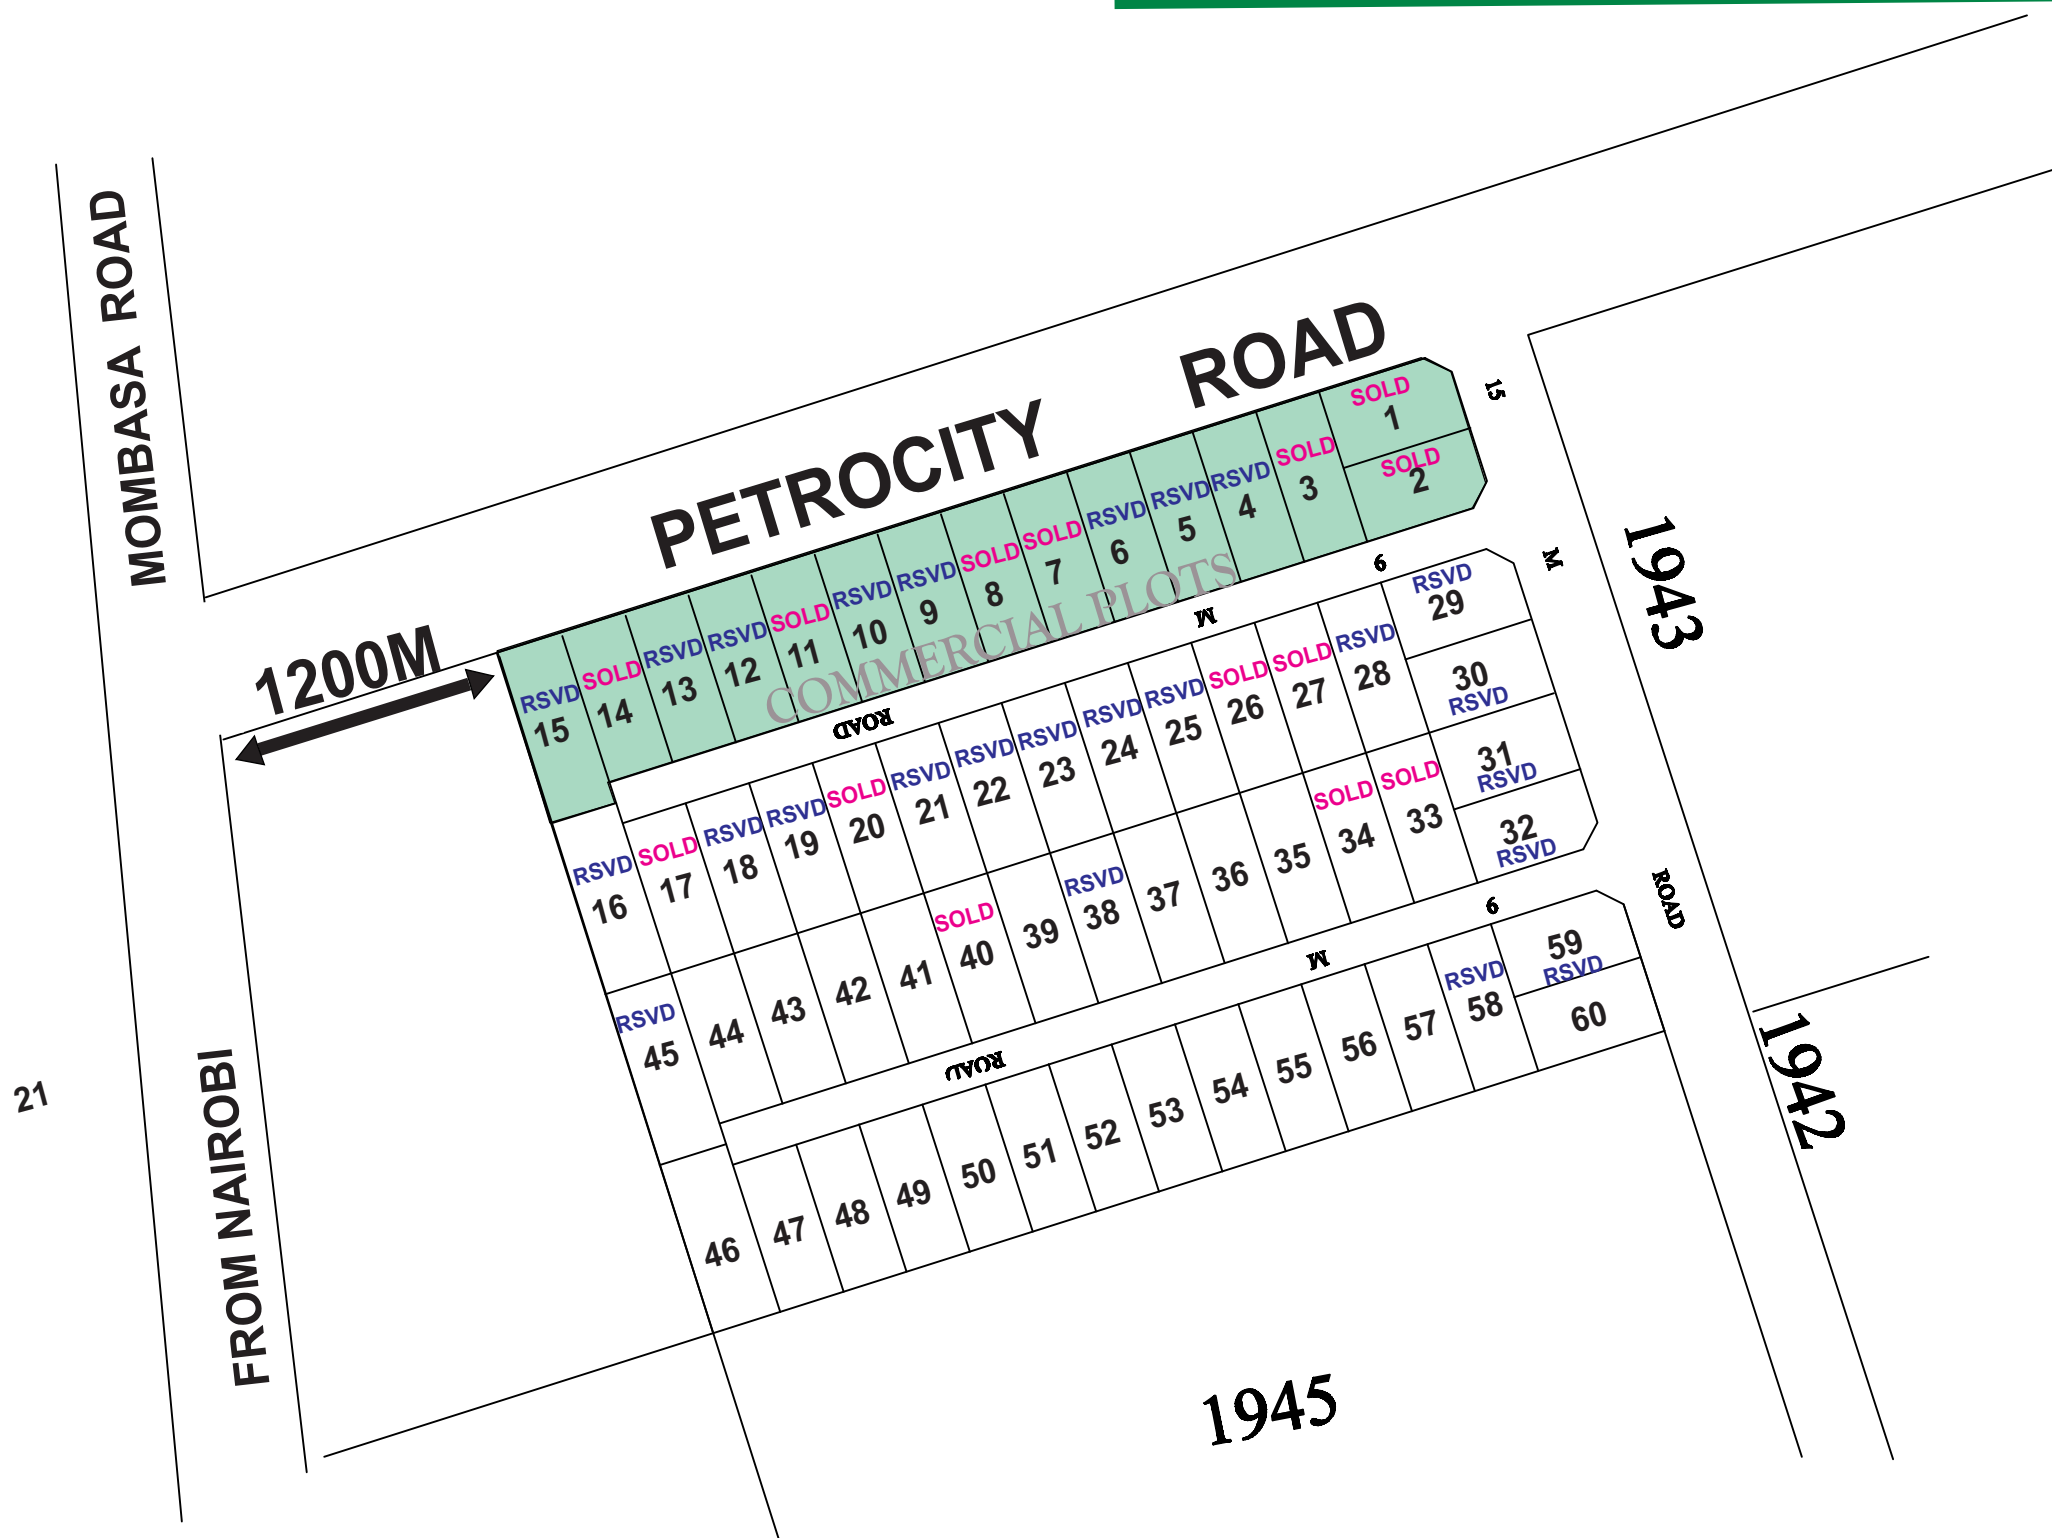 MOMBASA ROAD
FROM NAIROBI
21
1200M
PETROCITY ROAD
COMMERCIAL PLOTS
SOLD
1
SOLD
2
SOLD
3
RSVD
4
RSVD
5
RSVD
6
SOLD
7
SOLD
8
RSVD
9
RSVD
10
SOLD
11
RSVD
12
RSVD
13
SOLD
14
RSVD
15
15 M ROAD
9 M ROAD
RSVD
16
SOLD
17
RSVD
18
RSVD
19
SOLD
20
RSVD
21
RSVD
22
RSVD
23
RSVD
24
RSVD
25
SOLD
26
SOLD
27
RSVD
28
RSVD
29
30
RSVD
31
RSVD
32
RSVD
SOLD
33
SOLD
34
35
36
37
RSVD
38
39
SOLD
40
41
42
43
44
RSVD
45
9 M ROAD
46
47
48
49
50
51
52
53
54
55
56
57
RSVD
58
59
RSVD
60
1943
1942
1945